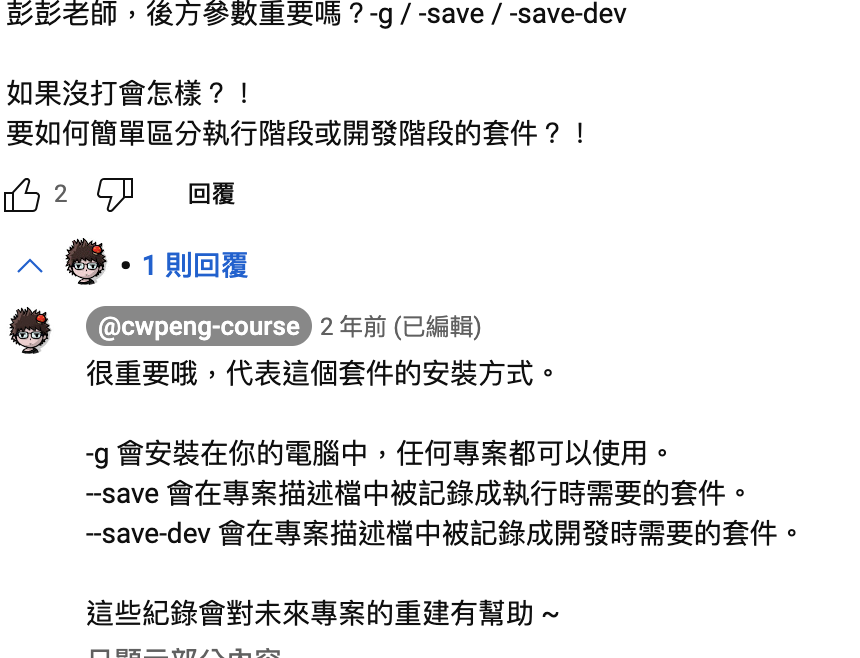 彭彭老師，後方參數重要嗎？-g / -save / -save-dev
如果沒打會怎樣？！
要如何簡單區分執行階段或開發階段的套件？！
2 回覆
• 1 則回覆
@cwpeng-course 2 年前 (已編輯)
很重要哦，代表這個套件的安裝方式。
-g 會安裝在你的電腦中，任何專案都可以使用。
--save 會在專案描述檔中被記錄成執行時需要的套件。
--save-dev 會在專案描述檔中被記錄成開發時需要的套件。
這些紀錄會對未來專案的重建有幫助 ~
只顯示部分內容